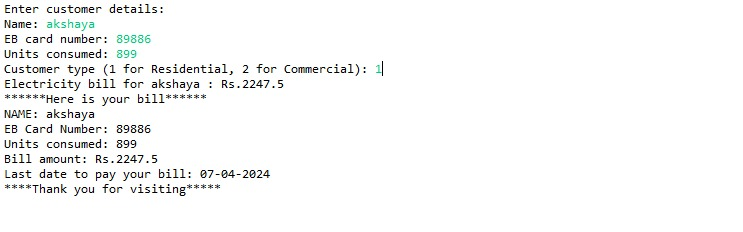 Enter customer details:
Name: akshaya
EB card number: 89886
Units consumed: 899
Customer type (1 for Residential, 2 for Commercial): 1
Electricity bill for akshaya : Rs.2247.5
******Here is your bill******
NAME: akshaya
EB Card Number: 89886
Units consumed: 899
Bill amount: Rs.2247.5
Last date to pay your bill: 07-04-2024
****Thank you for visiting*****